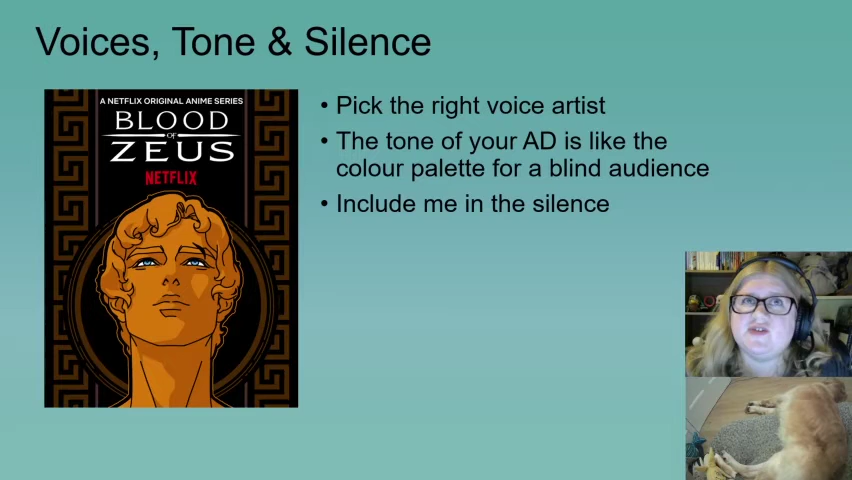 Voices, Tone & Silence
A NETFLIX ORIGINAL ANIME SERIES
BLOOD
OF
ZEUS
NETFLIX
• Pick the right voice artist
• The tone of your AD is like the
colour palette for a blind audience
• Include me in the silence